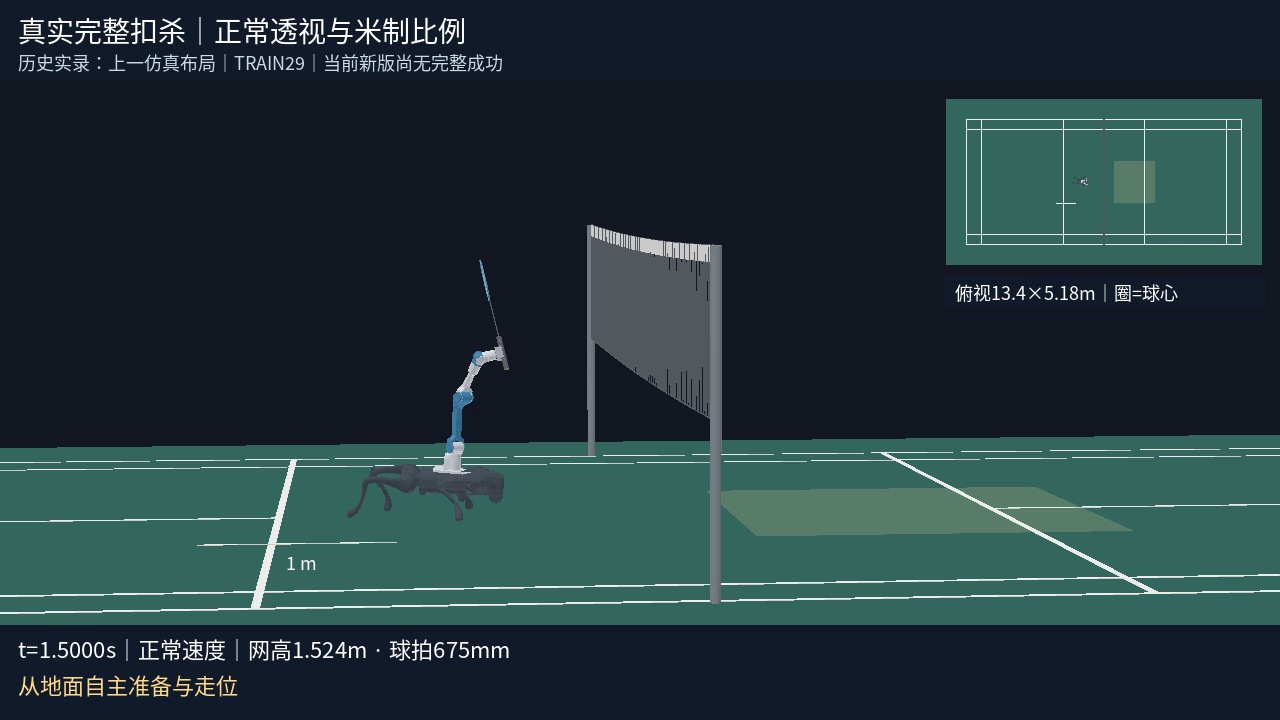 真实完整扣杀｜正常透视与米制比例
历史实录：上一仿真布局｜TRAIN29｜当前新版尚无完整成功
俯视13.4×5.18m｜圈=球心
1 m
t=1.5000s｜正常速度｜网高1.524m · 球拍675mm
从地面自主准备与走位